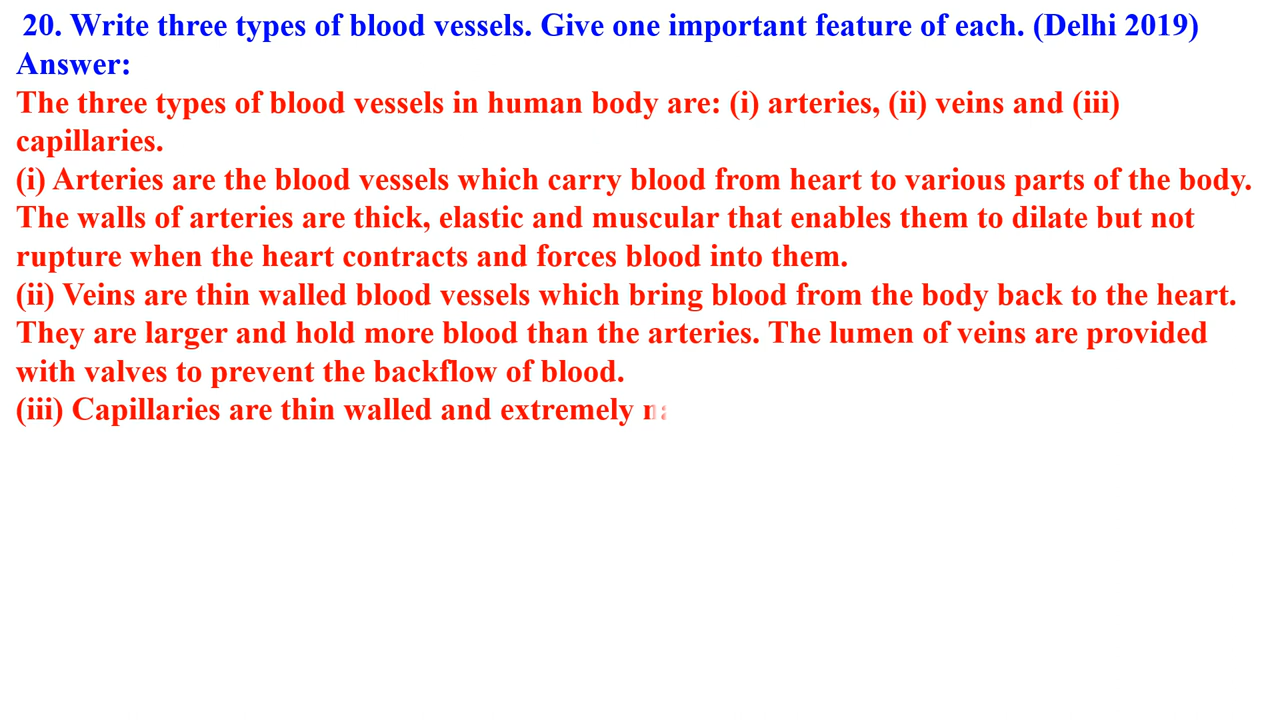 20. Write three types of blood vessels. Give one important feature of each. (Delhi 2019)
Answer:
The three types of blood vessels in human body are: (i) arteries, (ii) veins and (iii)
capillaries.
(i) Arteries are the blood vessels which carry blood from heart to various parts of the body.
The walls of arteries are thick, elastic and muscular that enables them to dilate but not
rupture when the heart contracts and forces blood into them.
(ii) Veins are thin walled blood vessels which bring blood from the body back to the heart.
They are larger and hold more blood than the arteries. The lumen of veins are provided
with valves to prevent the backflow of blood.
(iii) Capillaries are thin walled and extremely